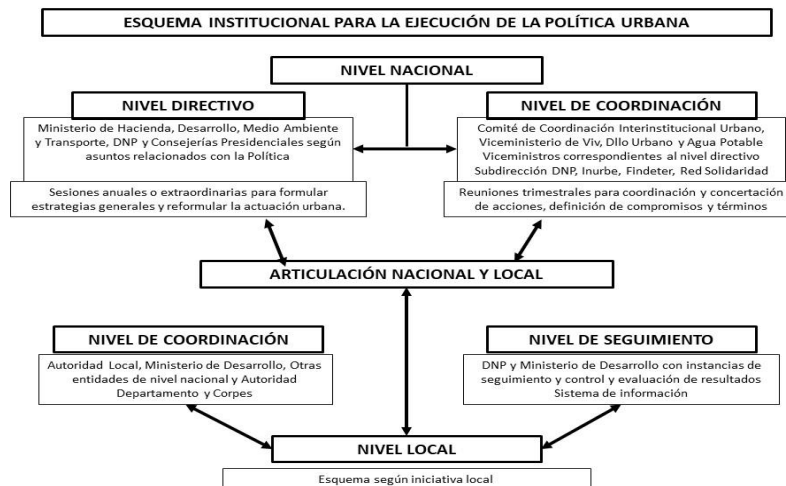 ESQUEMA INSTITUCIONAL PARA LA EJECUCIÓN DE LA POLÍTICA URBANA
NIVEL NACIONAL
NIVEL DIRECTIVO
Ministerio de Hacienda, Desarrollo, Medio Ambiente
y Transporte, DNP y Consejerías Presidenciales según
asuntos relacionados con la Política
Sesiones anuales o extraordinarias para formular
estrategias generales y reformular la actuación urbana.
NIVEL DE COORDINACIÓN
Comité de Coordinación Interinstitucional Urbano,
Viceministerio de Viv, Dllo Urbano y Agua Potable
Viceministros correspondientes al nivel directivo
Subdirección DNP, Inurbe, Findeter, Red Solidaridad
Reuniones trimestrales para coordinación y concertación
de acciones, definición de compromisos y términos
ARTICULACIÓN NACIONAL Y LOCAL
NIVEL DE COORDINACIÓN
Autoridad Local, Ministerio de Desarrollo, Otras
entidades de nivel nacional y Autoridad
Departamento y Corpes
NIVEL DE SEGUIMIENTO
DNP y Ministerio de Desarrollo con instancias de
seguimiento y control y evaluación de resultados
Sistema de información
NIVEL LOCAL
Esquema según iniciativa local